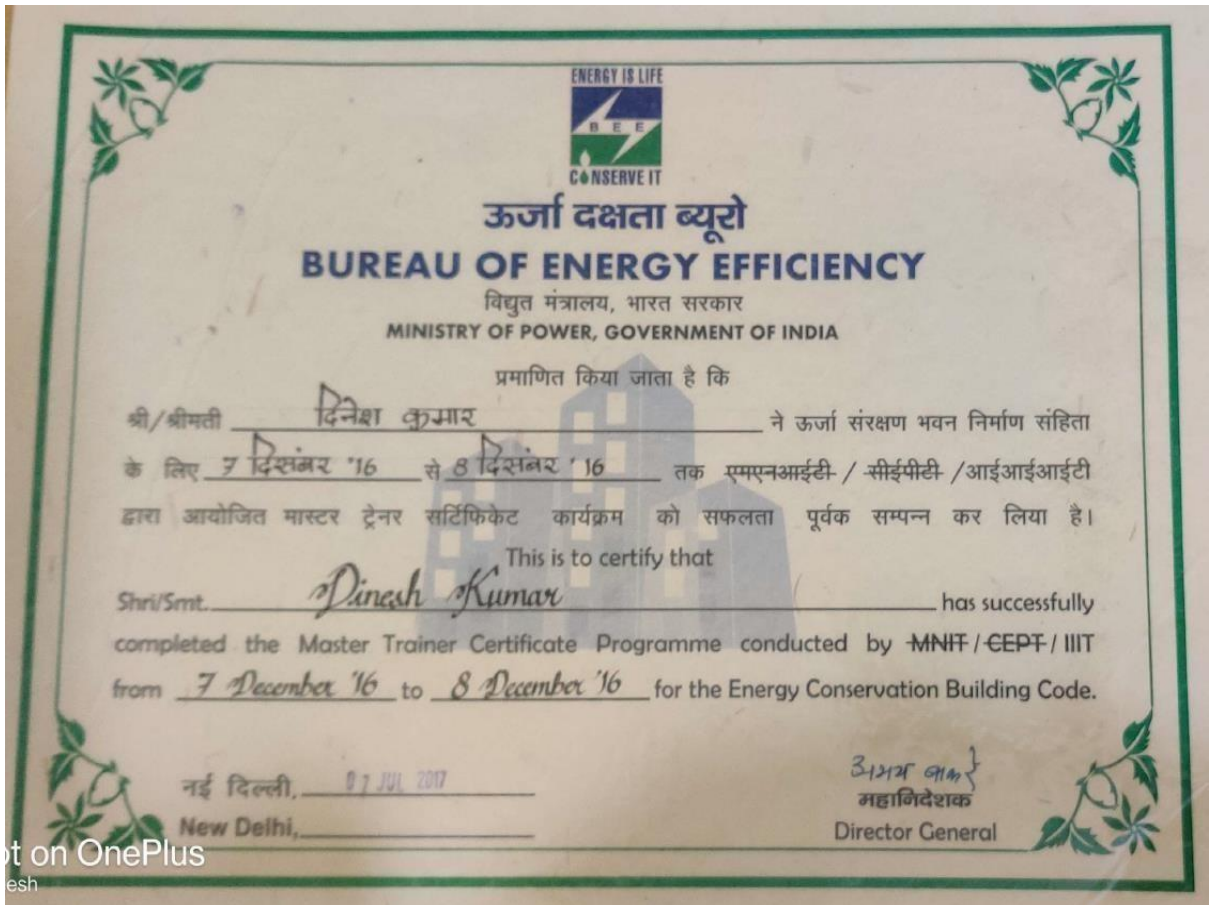 ENERGY IS LIFE
BEE
CONSERVE IT
ऊर्जा दक्षता ब्यूरो
BUREAU OF ENERGY EFFICIENCY
विद्युत मंत्रालय, भारत सरकार
MINISTRY OF POWER, GOVERNMENT OF INDIA
प्रमाणित किया जाता है कि
श्री/श्रीमती दिनेश कुमार ने ऊर्जा संरक्षण भवन निर्माण संहिता
के लिए 7 दिसंबर '16 से 8 दिसंबर '16 तक एमएनआईटी / सीईपीटी /आईआईआईटी
द्वारा आयोजित मास्टर ट्रेनर सर्टिफिकेट कार्यक्रम को सफलता पूर्वक सम्पन्न कर लिया है।
This is to certify that
Shri/Smt. Dinesh Kumar has successfully
completed the Master Trainer Certificate Programme conducted by MNIT / CEPT / IIIT
from 7 December '16 to 8 December '16 for the Energy Conservation Building Code.
नई दिल्ली, 07 JUL 2017
New Delhi,
अभय बाकरे
महानिदेशक
Director General
ot on OnePlus
esh